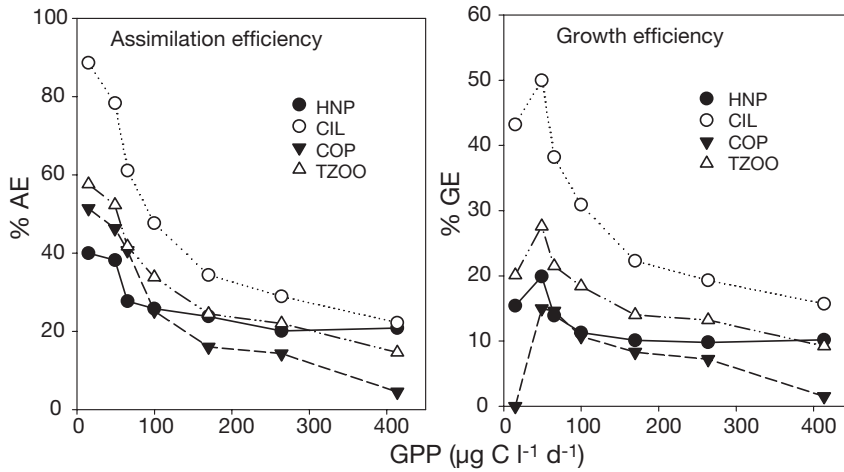 Assimilation efficiency
% AE
100
80
60
40
20
0
HNP
CIL
COP
TZOO
0
100
200
300
400
Growth efficiency
% GE
60
50
40
30
20
10
0
HNP
CIL
COP
TZOO
0
100
200
300
400
GPP (µg C l⁻¹ d⁻¹)